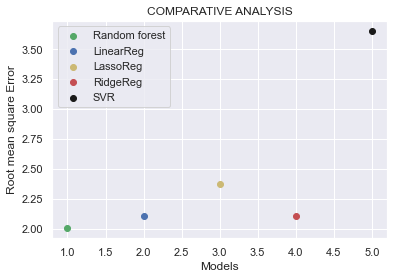 COMPARATIVE ANALYSIS
Random forest
LinearReg
LassoReg
RidgeReg
SVR
Root mean square Error
3.50
3.25
3.00
2.75
2.50
2.25
2.00
1.0 1.5 2.0 2.5 3.0 3.5 4.0 4.5 5.0
Models